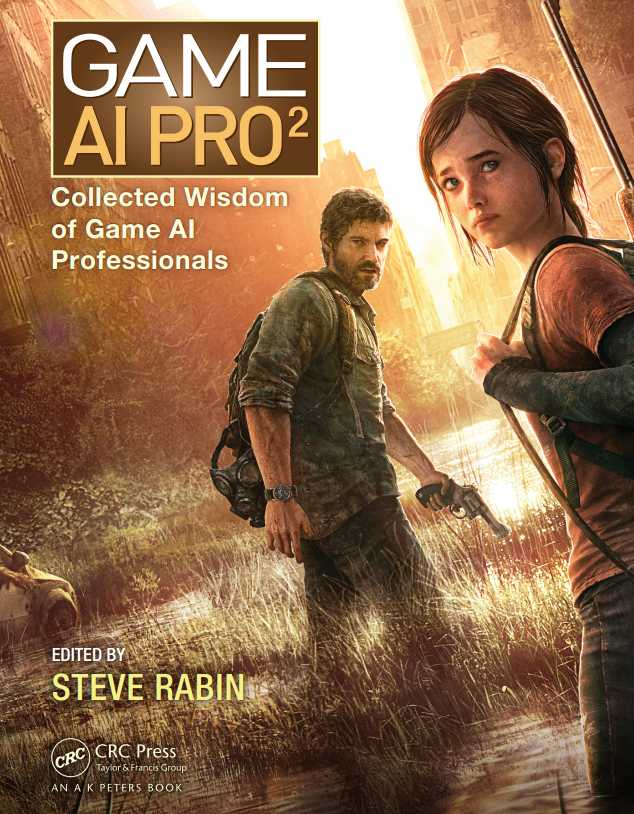 GAME
AI PRO²
Collected Wisdom
of Game AI
Professionals
EDITED BY
STEVE RABIN
CRC
CRC Press
Taylor & Francis Group
AN A K PETERS BOOK